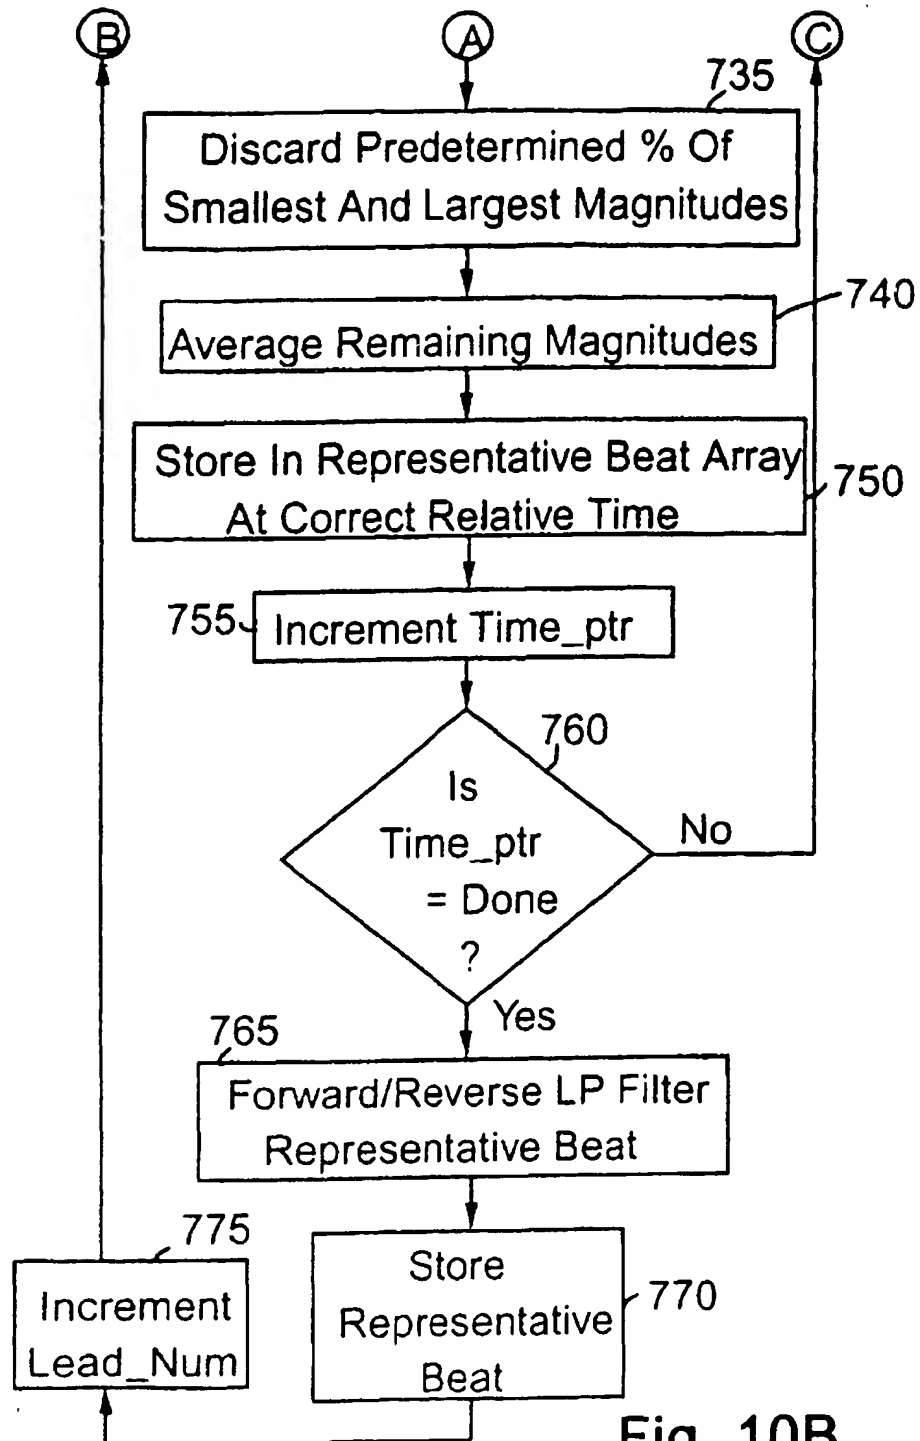 B
A
C
735
Discard Predetermined % Of
Smallest And Largest Magnitudes
740
Average Remaining Magnitudes
Store In Representative Beat Array
At Correct Relative Time
750
755
Increment Time_ptr
760
Is
Time_ptr
= Done
?
No
Yes
765
Forward/Reverse LP Filter
Representative Beat
775
Increment
Lead_Num
Store
Representative
Beat
770
Fig. 10B